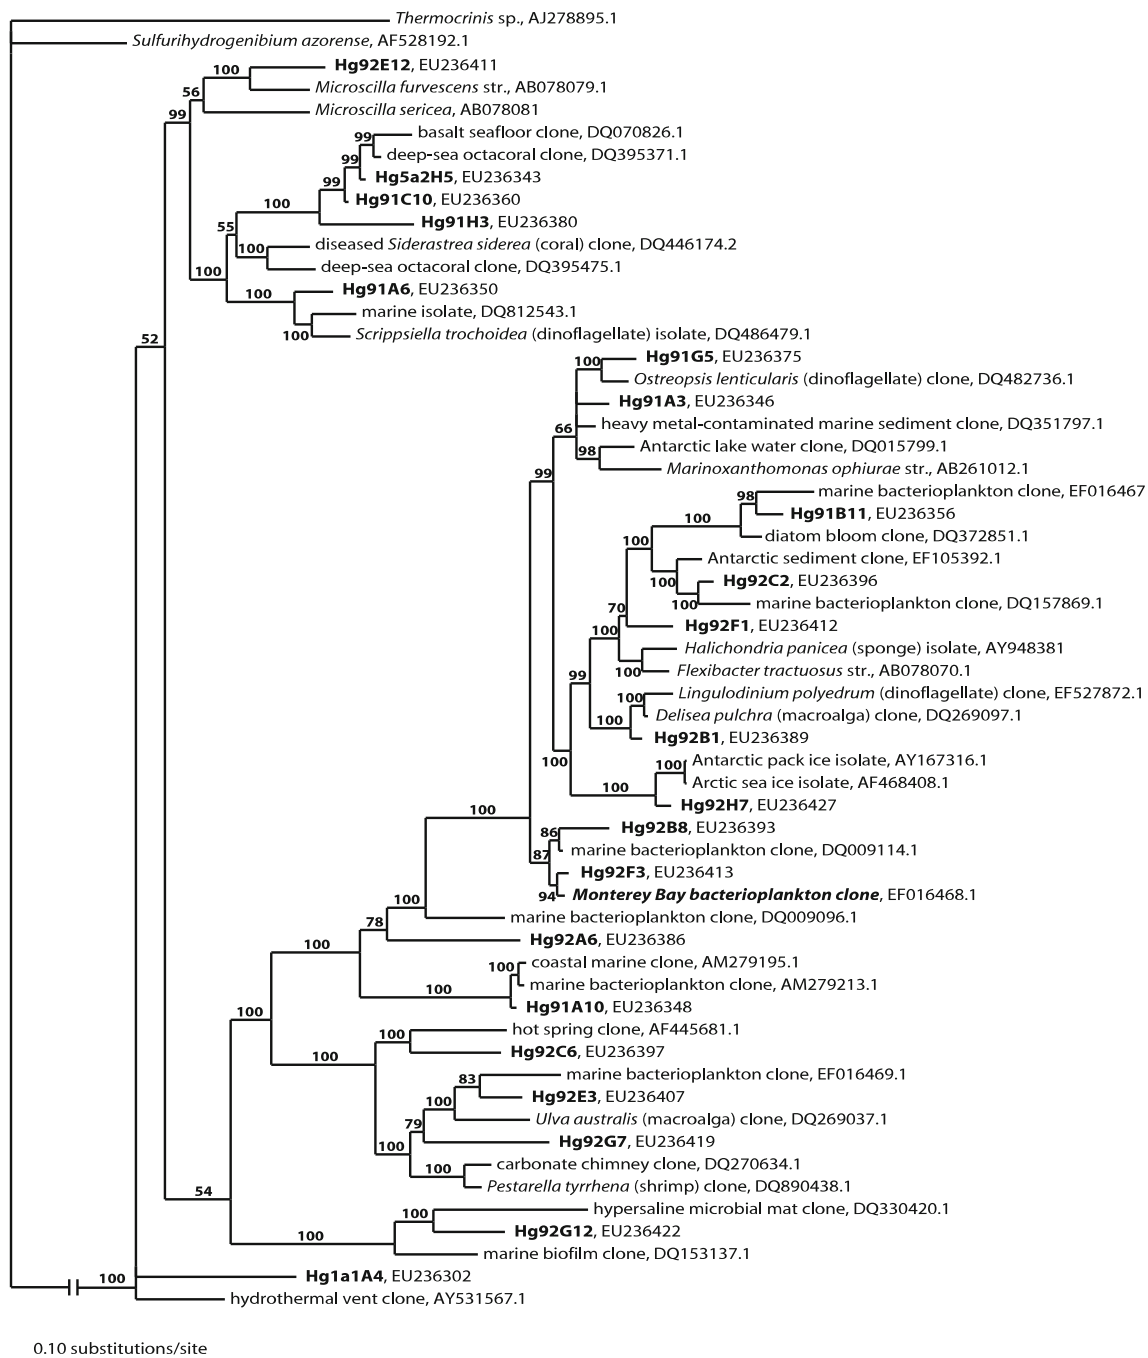 Thermocrinis sp., AJ278895.1
Sulfurihydrogenibium azorense, AF528192.1
100 Hg92E12, EU236411
Microscilla furvescens str., AB078079.1
56
Microscilla sericea, AB078081
99
basalt seafloor clone, DQ070826.1
99
deep-sea octacoral clone, DQ395371.1
99
Hg5a2H5, EU236343
99
Hg91C10, EU236360
100
Hg91H3, EU236380
55
diseased Siderastrea siderea (coral) clone, DQ446174.2
100
deep-sea octacoral clone, DQ395475.1
100
Hg91A6, EU236350
100
marine isolate, DQ812543.1
100
Scrippsiella trochoidea (dinoflagellate) isolate, DQ486479.1
52
Hg91G5, EU236375
100
Ostreopsis lenticularis (dinoflagellate) clone, DQ482736.1
Hg91A3, EU236346
heavy metal-contaminated marine sediment clone, DQ351797.1
66
Antarctic lake water clone, DQ015799.1
98
Marinoxanthomonas ophiurae str., AB261012.1
99
marine bacterioplankton clone, EF016467
98
Hg91B11, EU236356
100
diatom bloom clone, DQ372851.1
100
Antarctic sediment clone, EF105392.1
100
Hg92C2, EU236396
100
marine bacterioplankton clone, DQ157869.1
70
Hg92F1, EU236412
100
Halichondria panicea (sponge) isolate, AY948381
100
Flexibacter tractuosus str., AB078070.1
99
Lingulodinium polyedrum (dinoflagellate) clone, EF527872.1
100
Delisea pulchra (macroalga) clone, DQ269097.1
100
Hg92B1, EU236389
100
Antarctic pack ice isolate, AY167316.1
100
Arctic sea ice isolate, AF468408.1
100
Hg92H7, EU236427
100
Hg92B8, EU236393
86
marine bacterioplankton clone, DQ009114.1
87
Hg92F3, EU236413
94
Monterey Bay bacterioplankton clone, EF016468.1
100
marine bacterioplankton clone, DQ009096.1
78
Hg92A6, EU236386
100
coastal marine clone, AM279195.1
100
marine bacterioplankton clone, AM279213.1
100
Hg91A10, EU236348
100
hot spring clone, AF445681.1
100
Hg92C6, EU236397
100
marine bacterioplankton clone, EF016469.1
83
Hg92E3, EU236407
100
Ulva australis (macroalga) clone, DQ269037.1
79
Hg92G7, EU236419
100
carbonate chimney clone, DQ270634.1
100
Pestarella tyrrhena (shrimp) clone, DQ890438.1
54
hypersaline microbial mat clone, DQ330420.1
100
Hg92G12, EU236422
100
marine biofilm clone, DQ153137.1
100
Hg1a1A4, EU236302
hydrothermal vent clone, AY531567.1
0.10 substitutions/site